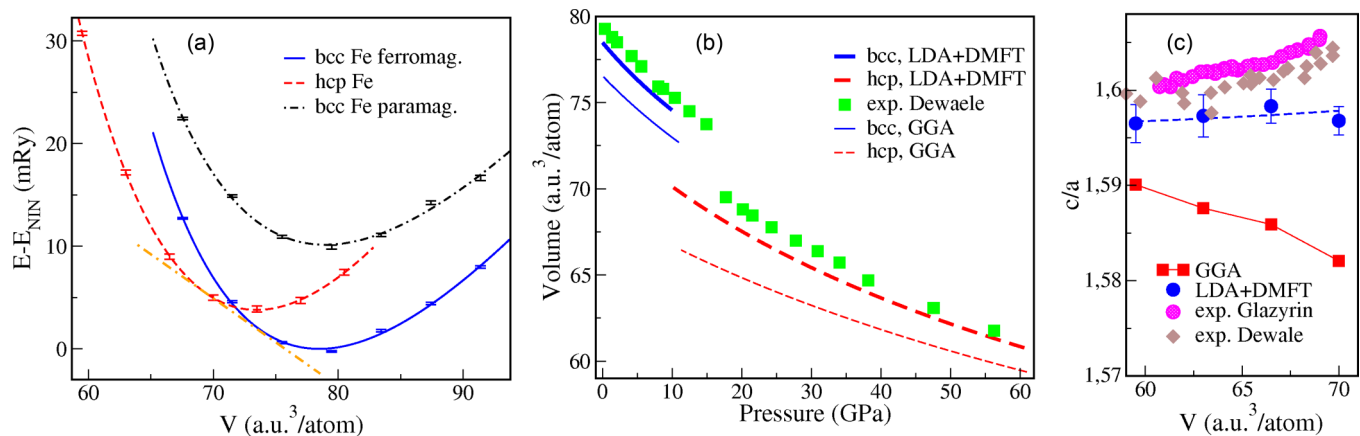 (a)
bcc Fe ferromag.
hcp Fe
bcc Fe paramag.
E-E_NIN (mRy)
30
20
10
0
60
70
80
90
V (a.u.³/atom)
(b)
bcc, LDA+DMFT
hcp, LDA+DMFT
exp. Dewaele
bcc, GGA
hcp, GGA
Volume (a.u.³/atom)
80
75
70
65
60
0
10
20
30
40
50
60
Pressure (GPa)
(c)
c/a
1,6
1,59
1,58
1,57
GGA
LDA+DMFT
exp. Glazyrin
exp. Dewale
60
65
70
V (a.u.³/atom)